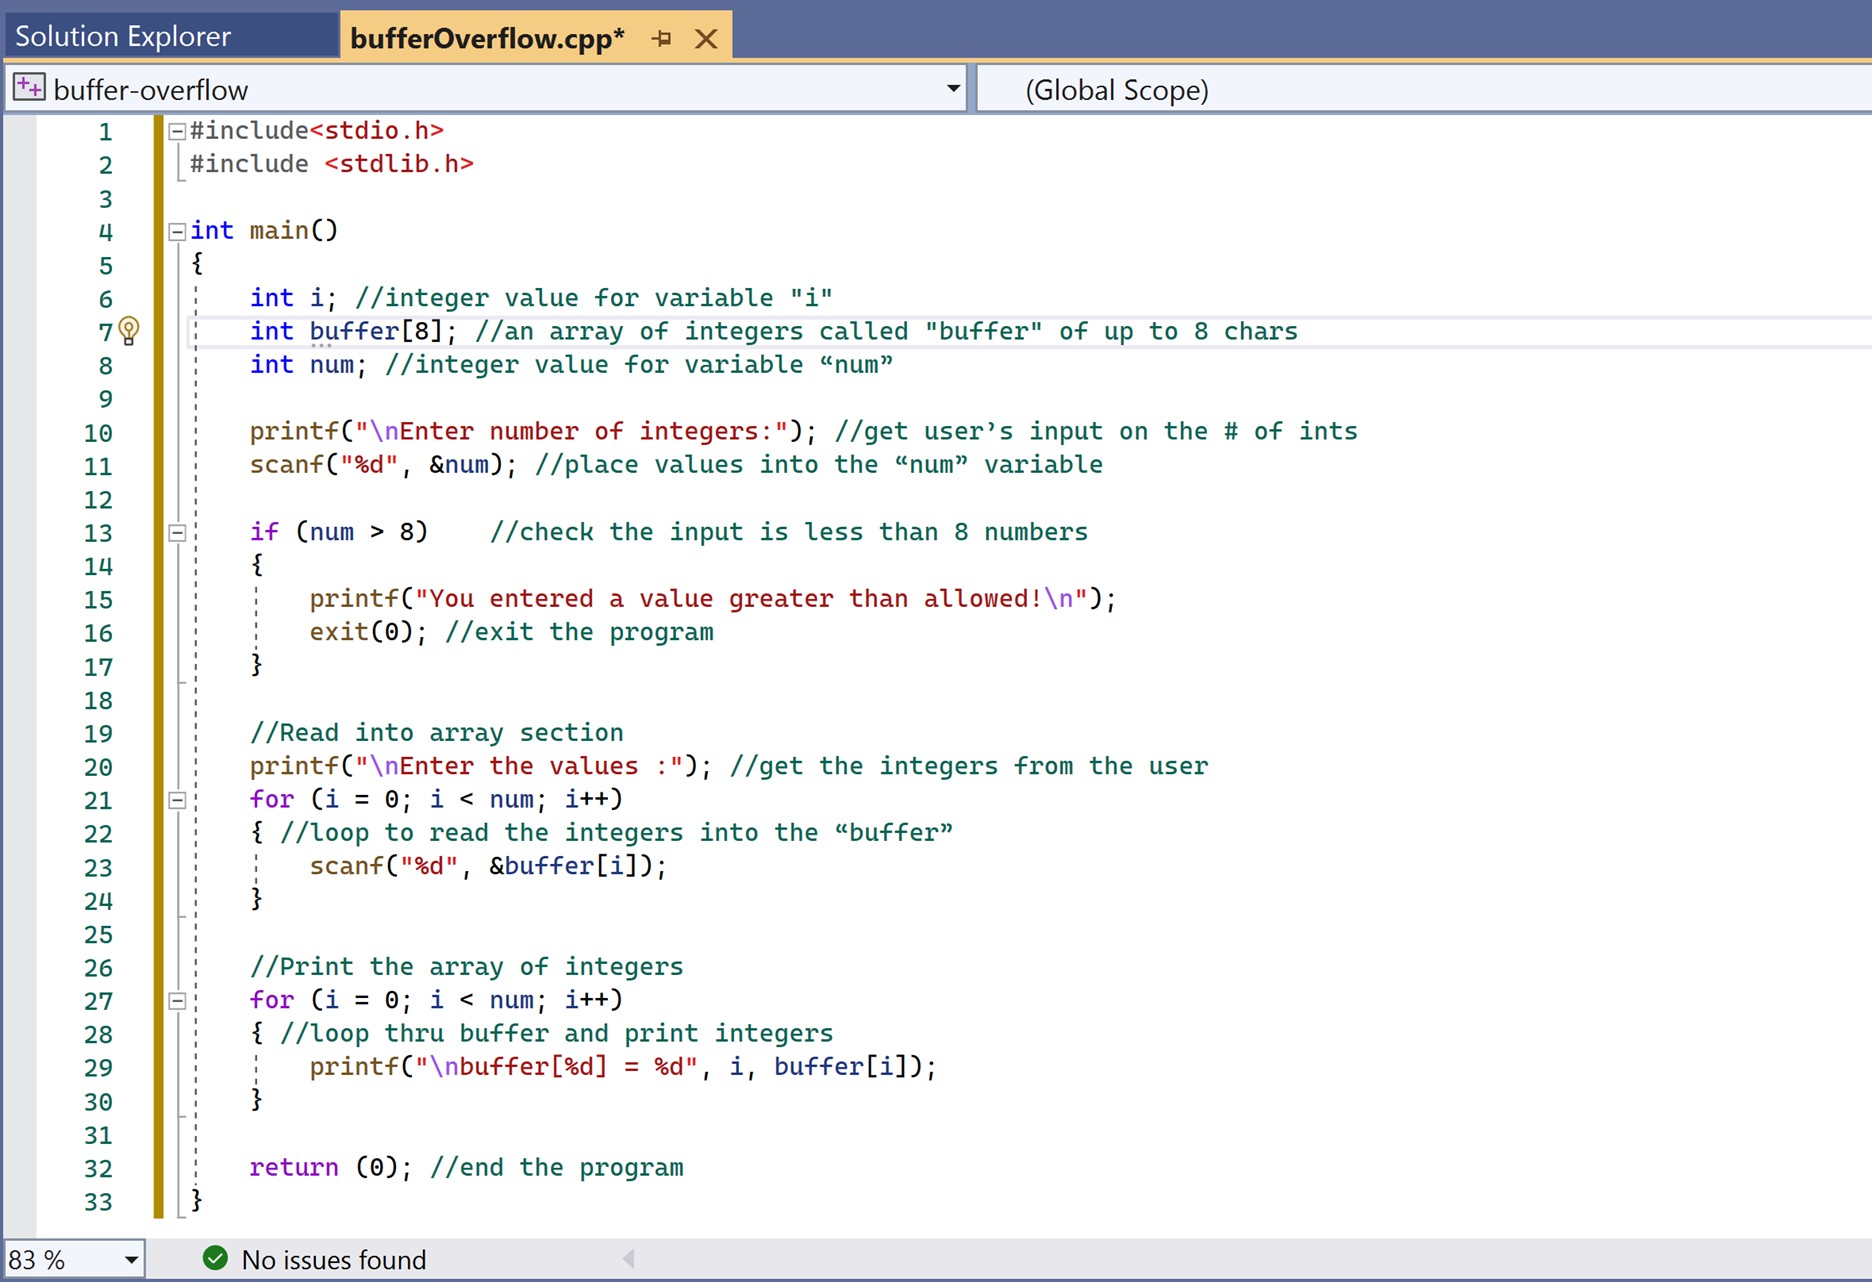 Solution Explorer
bufferOverflow.cpp*
buffer-overflow
(Global Scope)
1 #include<stdio.h>
2 #include <stdlib.h>
3
4 int main()
5 {
6 int i; //integer value for variable "i"
7 int buffer[8]; //an array of integers called "buffer" of up to 8 chars
8 int num; //integer value for variable “num”
9
10 printf("\nEnter number of integers:"); //get user’s input on the # of ints
11 scanf("%d", &num); //place values into the “num” variable
12
13 if (num > 8) //check the input is less than 8 numbers
14 {
15 printf("You entered a value greater than allowed!\n");
16 exit(0); //exit the program
17 }
18
19 //Read into array section
20 printf("\nEnter the values :"); //get the integers from the user
21 for (i = 0; i < num; i++)
22 { //loop to read the integers into the “buffer”
23 scanf("%d", &buffer[i]);
24 }
25
26 //Print the array of integers
27 for (i = 0; i < num; i++)
28 { //loop thru buffer and print integers
29 printf("\nbuffer[%d] = %d", i, buffer[i]);
30 }
31
32 return (0); //end the program
33 }
83 %
No issues found